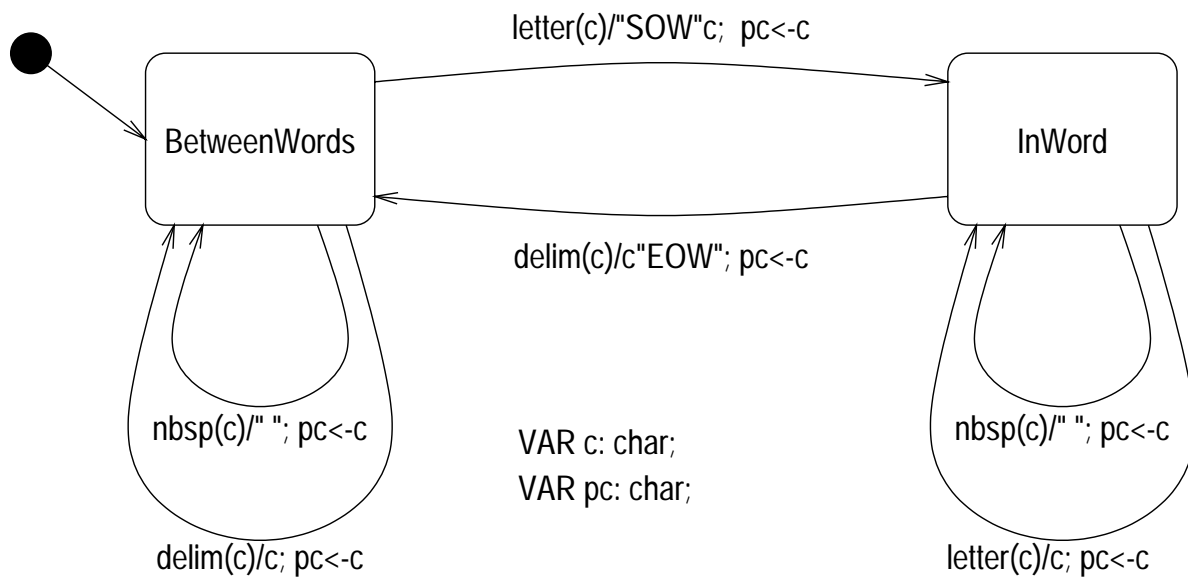 letter(c)/"SOW"c; pc<-c
BetweenWords
InWord
delim(c)/c"EOW"; pc<-c
nbsp(c)/" "; pc<-c
nbsp(c)/" "; pc<-c
VAR c: char;
VAR pc: char;
delim(c)/c; pc<-c
letter(c)/c; pc<-c